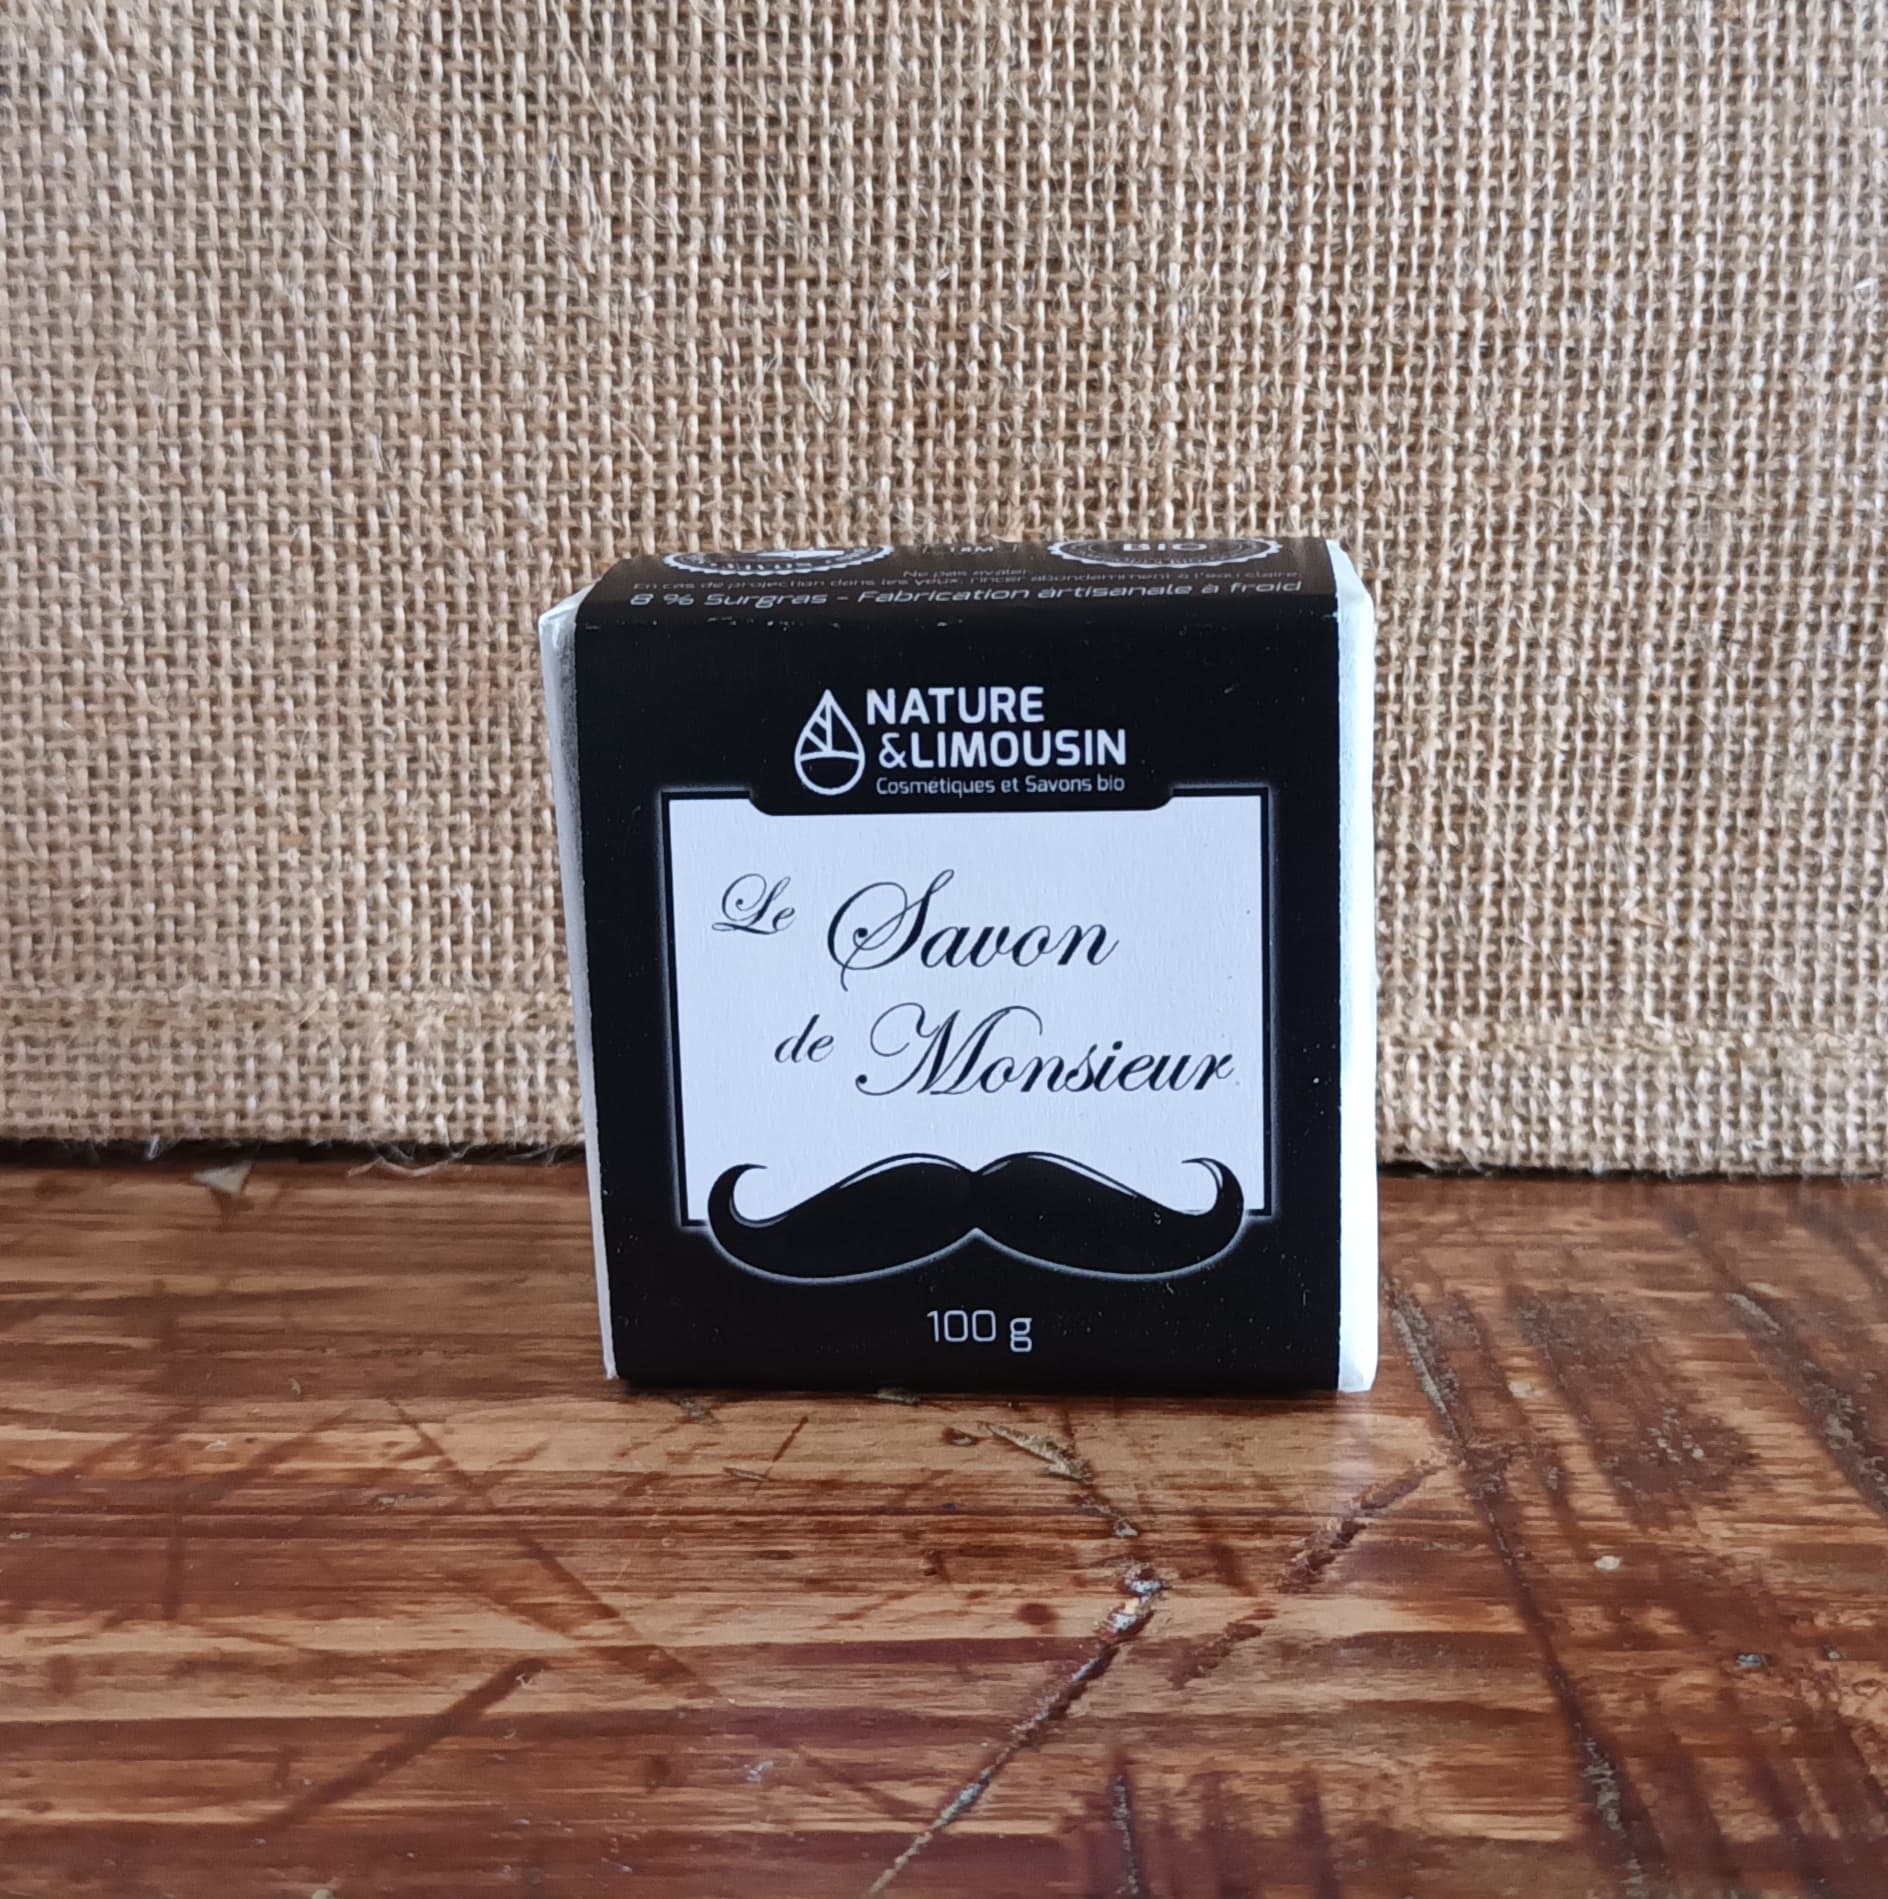 BIO
Ne pas avaler.
En cas de projection dans les yeux, rincer abondamment à l'eau claire.
8 % Surgras - Fabrication artisanale à froid
NATURE
&LIMOUSIN
Cosmétiques et Savons bio
Le Savon
de Monsieur
100 g